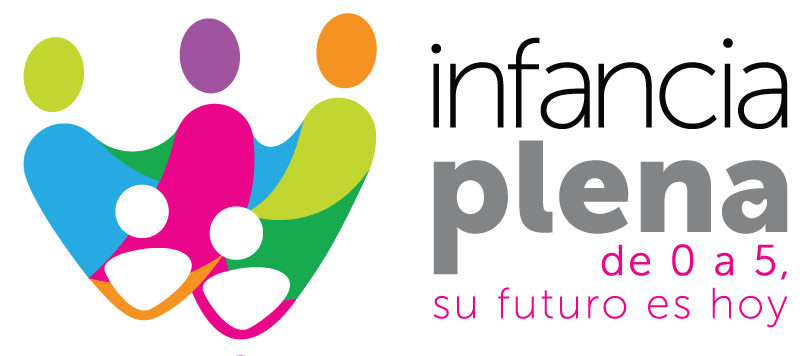 infancia
plena
de 0 a 5,
su futuro es hoy